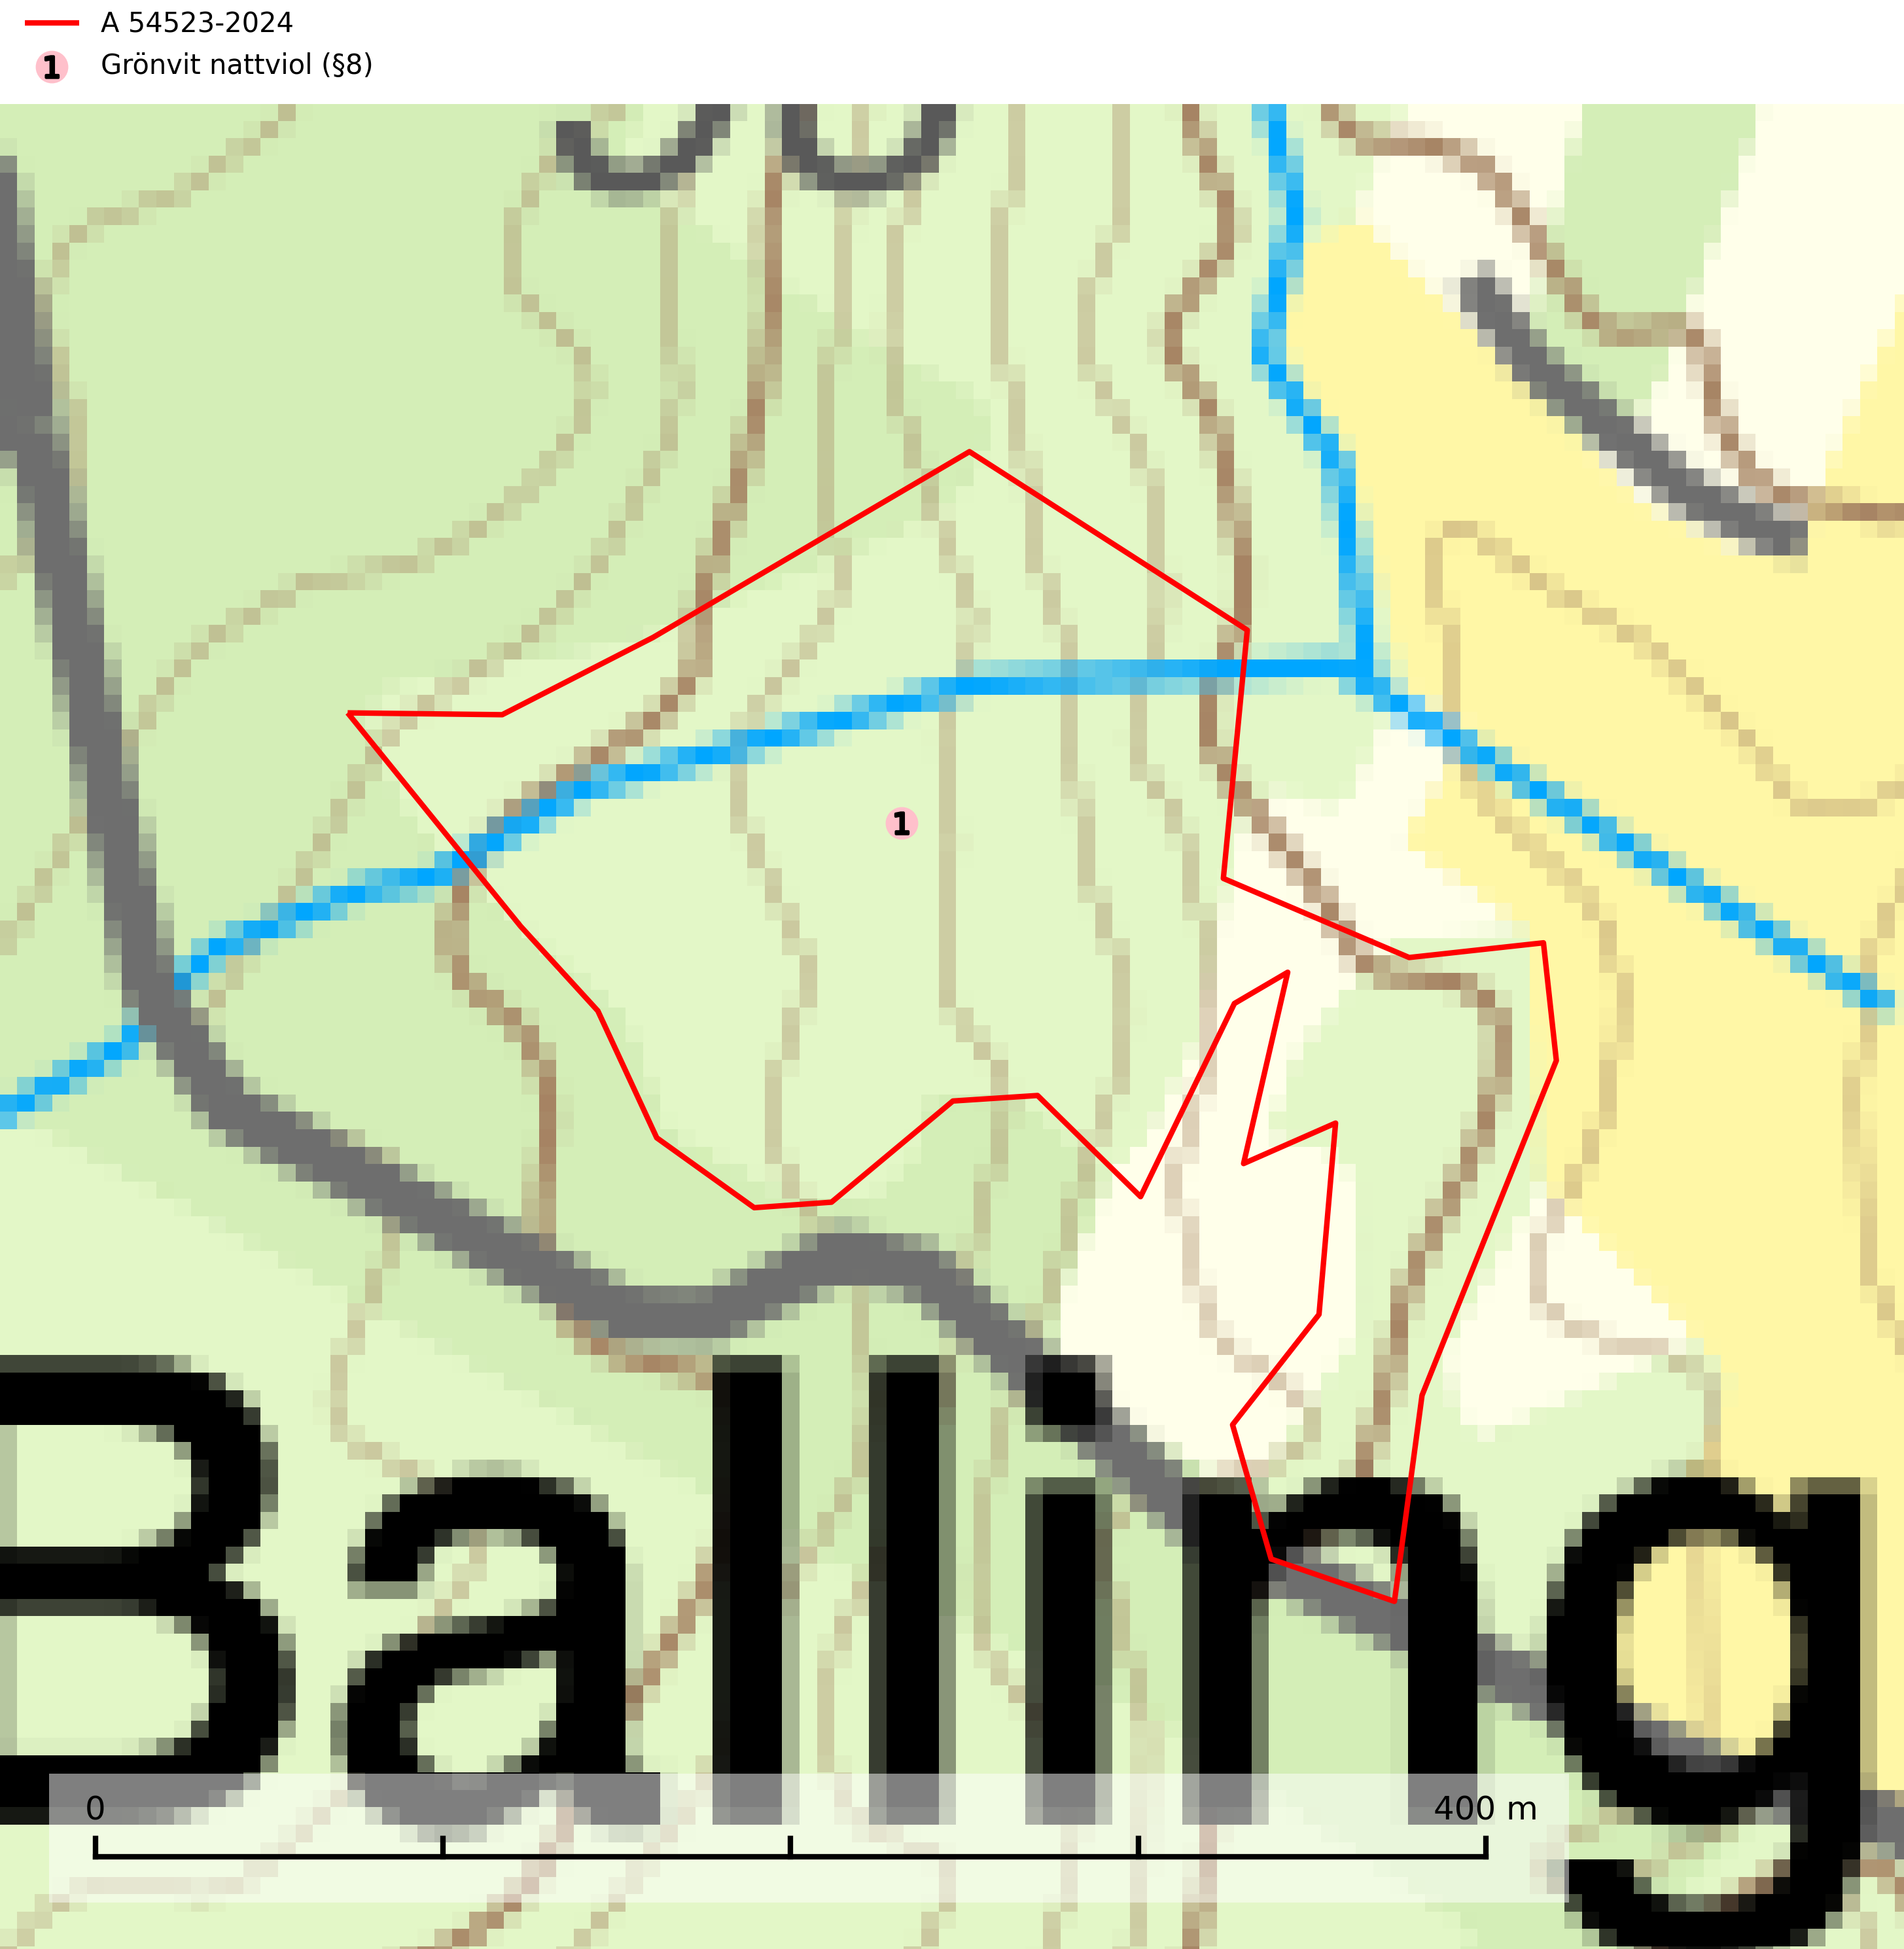 A 54523-2024
1 Grönvit nattviol (§8)
1
Balling
0 400 m